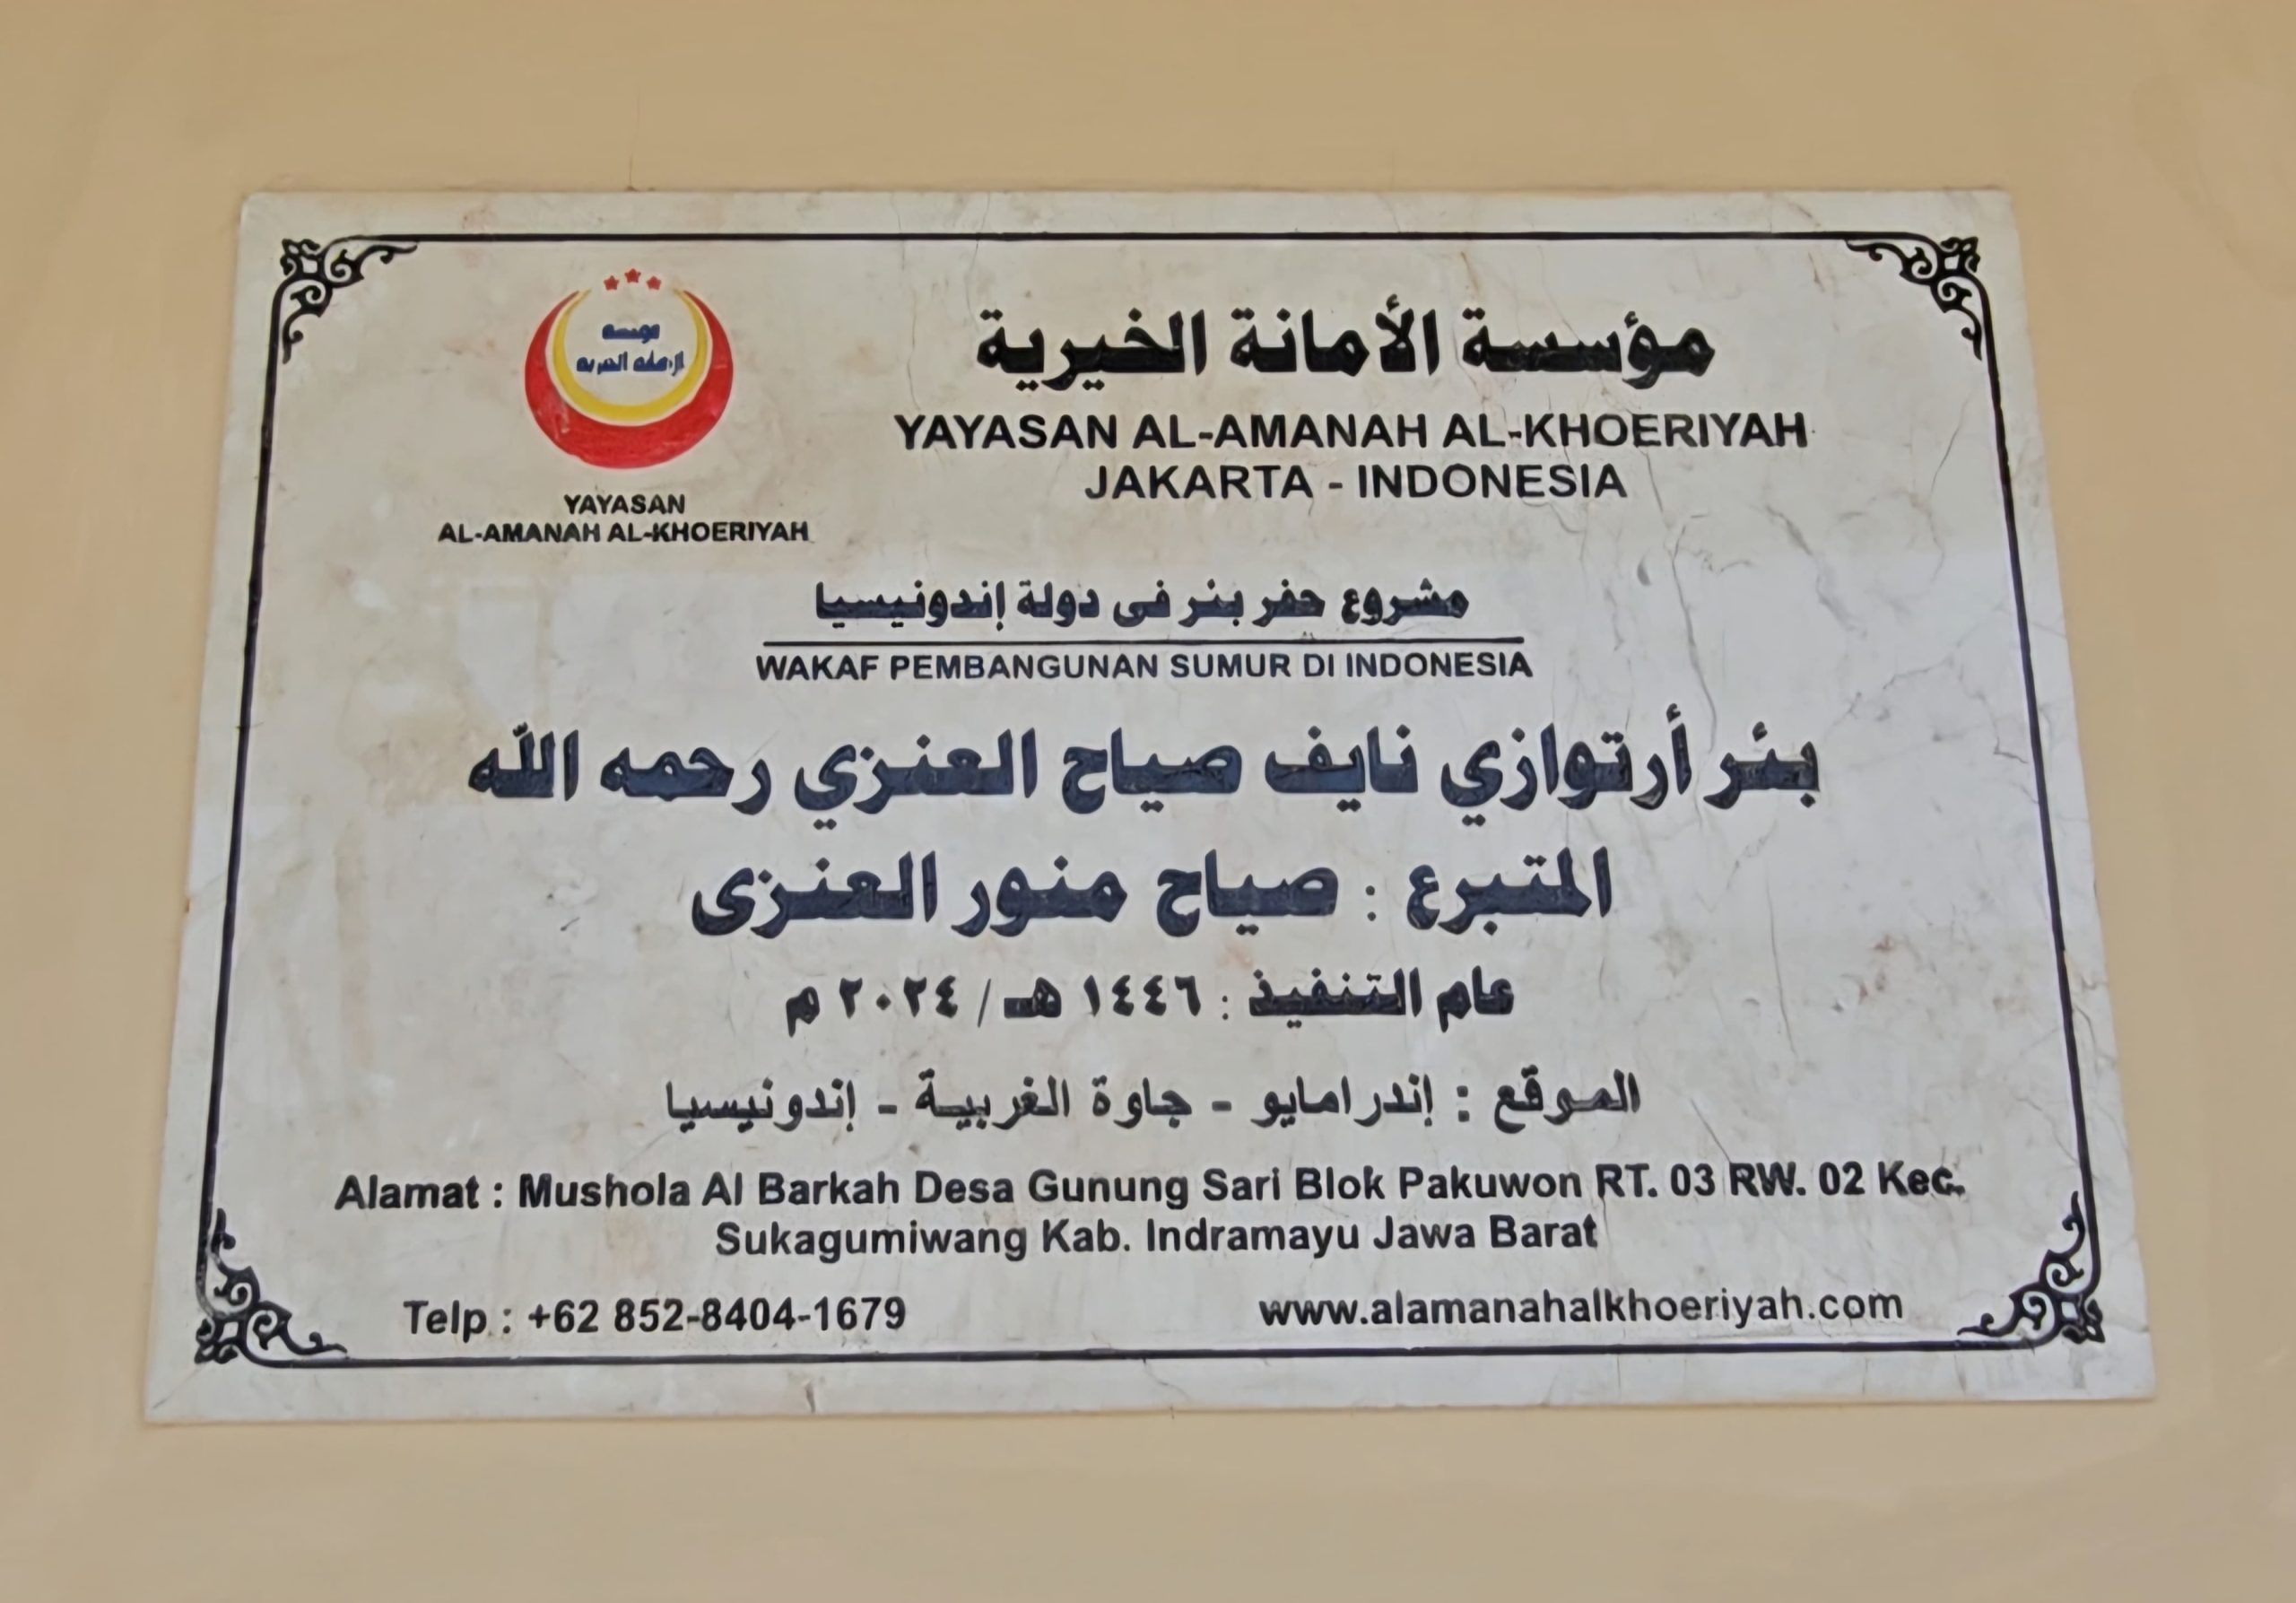 مؤسسة
الأمانة الخيرية
YAYASAN
AL-AMANAH AL-KHOERIYAH
مؤسسة الأمانة الخيرية
YAYASAN AL-AMANAH AL-KHOERIYAH
JAKARTA - INDONESIA
مشروع حفر بئر فى دولة إندونيسيا
WAKAF PEMBANGUNAN SUMUR DI INDONESIA
بئر أرتوازي نايف صياح العنزي رحمه الله
المتبرع : صياح منور العنزى
عام التنفيذ : ١٤٤٦ هـ / ٢٠٢٤ م
الموقع : إندرامايو - جاوة الغربية - إندونيسيا
Alamat : Mushola Al Barkah Desa Gunung Sari Blok Pakuwon RT. 03 RW. 02 Kec.
Sukagumiwang Kab. Indramayu Jawa Barat
Telp : +62 852-8404-1679
www.alamanahalkhoeriyah.com